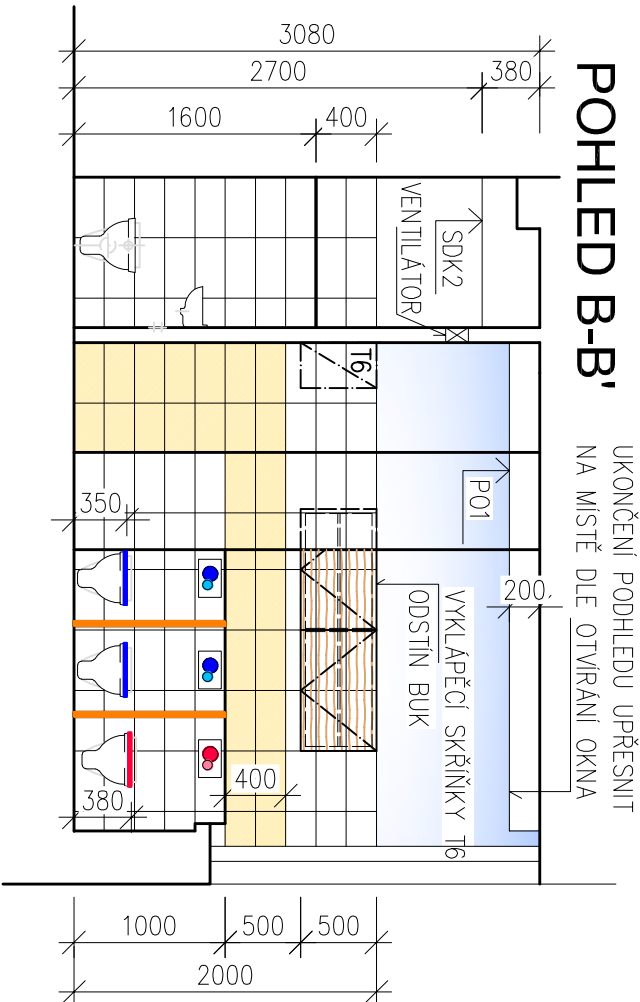 POHLED B-B'
UKONČENÍ PODHLEDU UPŘESNIT
NA MÍSTĚ DLE OTVÍRÁNÍ OKNA
3080
2700
380
1600
400
SDK2
VENTILÁTOR
T6
P01
200
VYKLÁPĚCÍ SKŘÍŇKY T6
ODSTÍN BUK
350
400
380
1000
500
500
2000